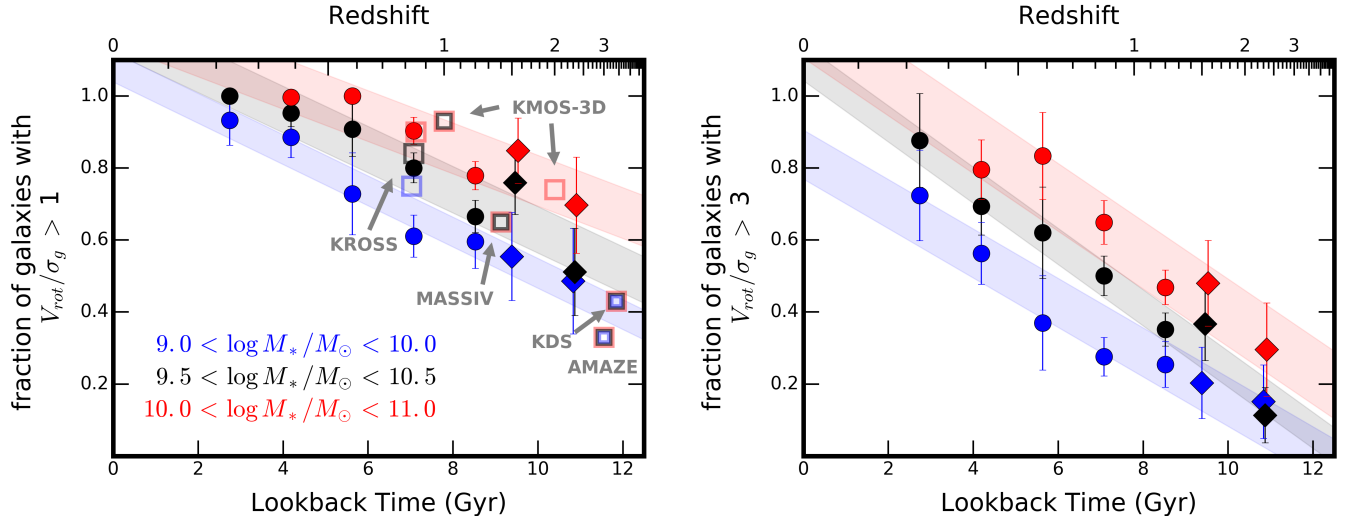 Redshift
0 1 2 3
1.0
0.8
0.6
0.4
0.2
fraction of galaxies with
V_rot/σ_g > 1
KMOS-3D
KROSS
MASSIV
KDS
AMAZE
9.0 < log M_*/M_⊙ < 10.0
9.5 < log M_*/M_⊙ < 10.5
10.0 < log M_*/M_⊙ < 11.0
0 2 4 6 8 10 12
Lookback Time (Gyr)
Redshift
0 1 2 3
1.0
0.8
0.6
0.4
0.2
fraction of galaxies with
V_rot/σ_g > 3
0 2 4 6 8 10 12
Lookback Time (Gyr)